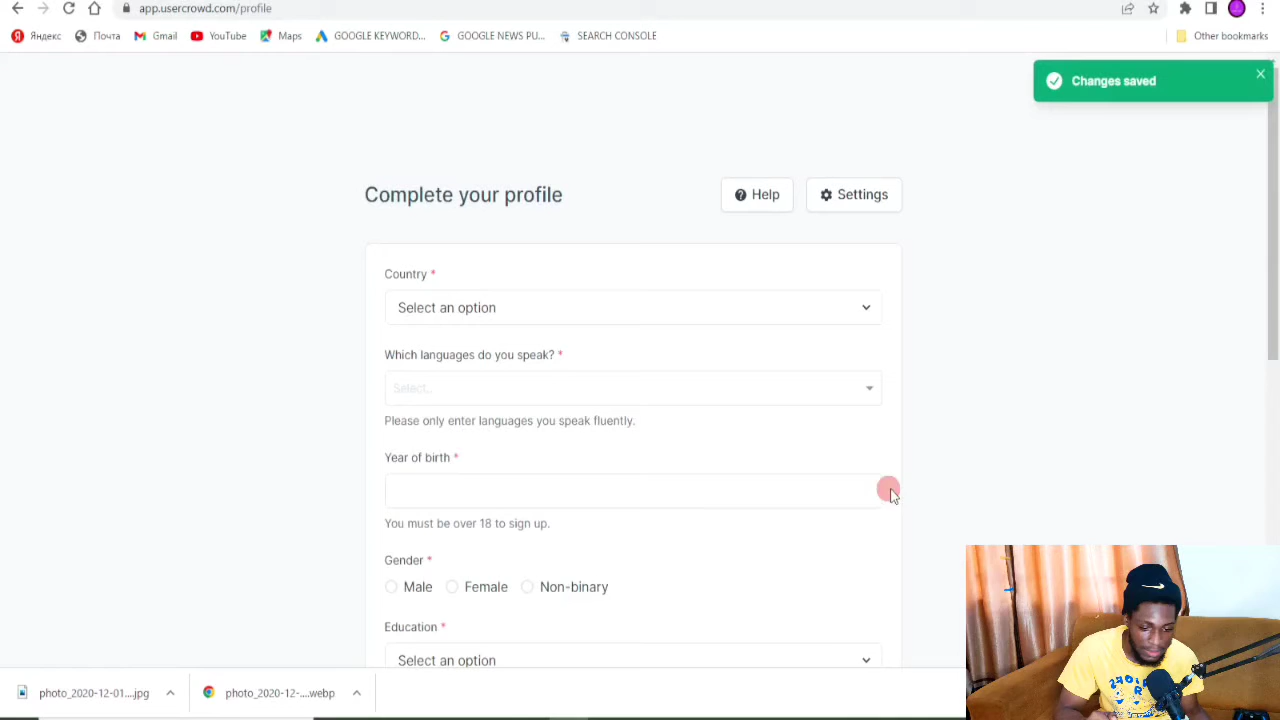 app.usercrowd.com/profile
Яндекс Почта Gmail YouTube Maps GOOGLE KEYWORD... GOOGLE NEWS PU... SEARCH CONSOLE Other bookmarks
Changes saved
Complete your profile
Help
Settings
Country *
Select an option
Which languages do you speak? *
Select..
Please only enter languages you speak fluently.
Year of birth *
You must be over 18 to sign up.
Gender *
Male Female Non-binary
Education *
Select an option
photo_2020-12-01....jpg photo_2020-12-....webp